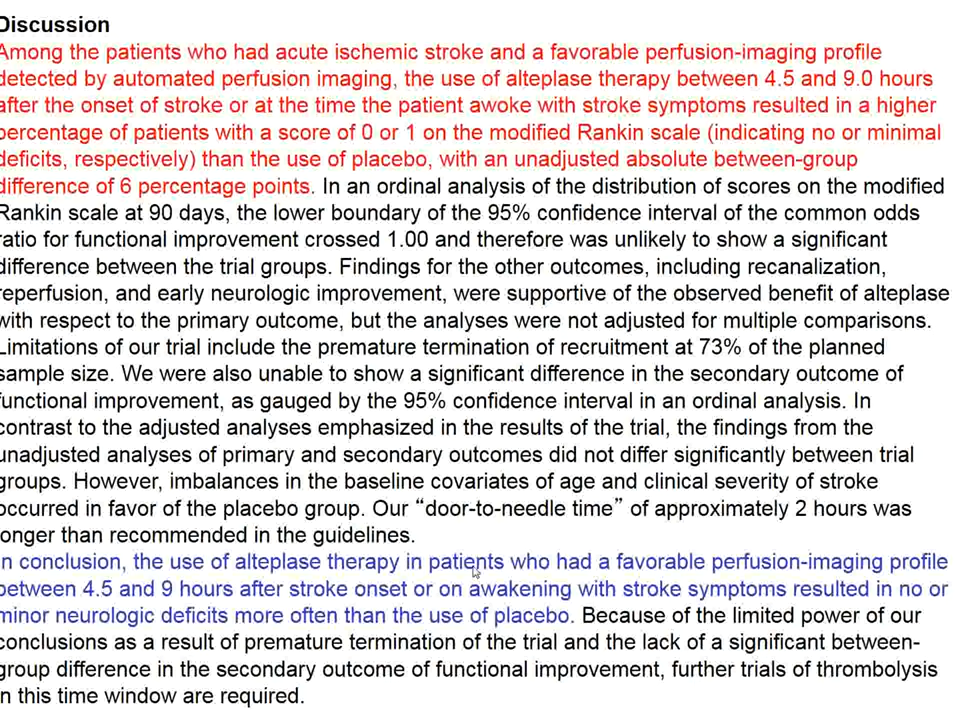 Discussion
Among the patients who had acute ischemic stroke and a favorable perfusion-imaging profile
detected by automated perfusion imaging, the use of alteplase therapy between 4.5 and 9.0 hours
after the onset of stroke or at the time the patient awoke with stroke symptoms resulted in a higher
percentage of patients with a score of 0 or 1 on the modified Rankin scale (indicating no or minimal
deficits, respectively) than the use of placebo, with an unadjusted absolute between-group
difference of 6 percentage points. In an ordinal analysis of the distribution of scores on the modified
Rankin scale at 90 days, the lower boundary of the 95% confidence interval of the common odds
ratio for functional improvement crossed 1.00 and therefore was unlikely to show a significant
difference between the trial groups. Findings for the other outcomes, including recanalization,
reperfusion, and early neurologic improvement, were supportive of the observed benefit of alteplase
with respect to the primary outcome, but the analyses were not adjusted for multiple comparisons.
Limitations of our trial include the premature termination of recruitment at 73% of the planned
sample size. We were also unable to show a significant difference in the secondary outcome of
functional improvement, as gauged by the 95% confidence interval in an ordinal analysis. In
contrast to the adjusted analyses emphasized in the results of the trial, the findings from the
unadjusted analyses of primary and secondary outcomes did not differ significantly between trial
groups. However, imbalances in the baseline covariates of age and clinical severity of stroke
occurred in favor of the placebo group. Our “door-to-needle time” of approximately 2 hours was
longer than recommended in the guidelines.
In conclusion, the use of alteplase therapy in patients who had a favorable perfusion-imaging profile
between 4.5 and 9 hours after stroke onset or on awakening with stroke symptoms resulted in no or
minor neurologic deficits more often than the use of placebo. Because of the limited power of our
conclusions as a result of premature termination of the trial and the lack of a significant between-
group difference in the secondary outcome of functional improvement, further trials of thrombolysis
in this time window are required.